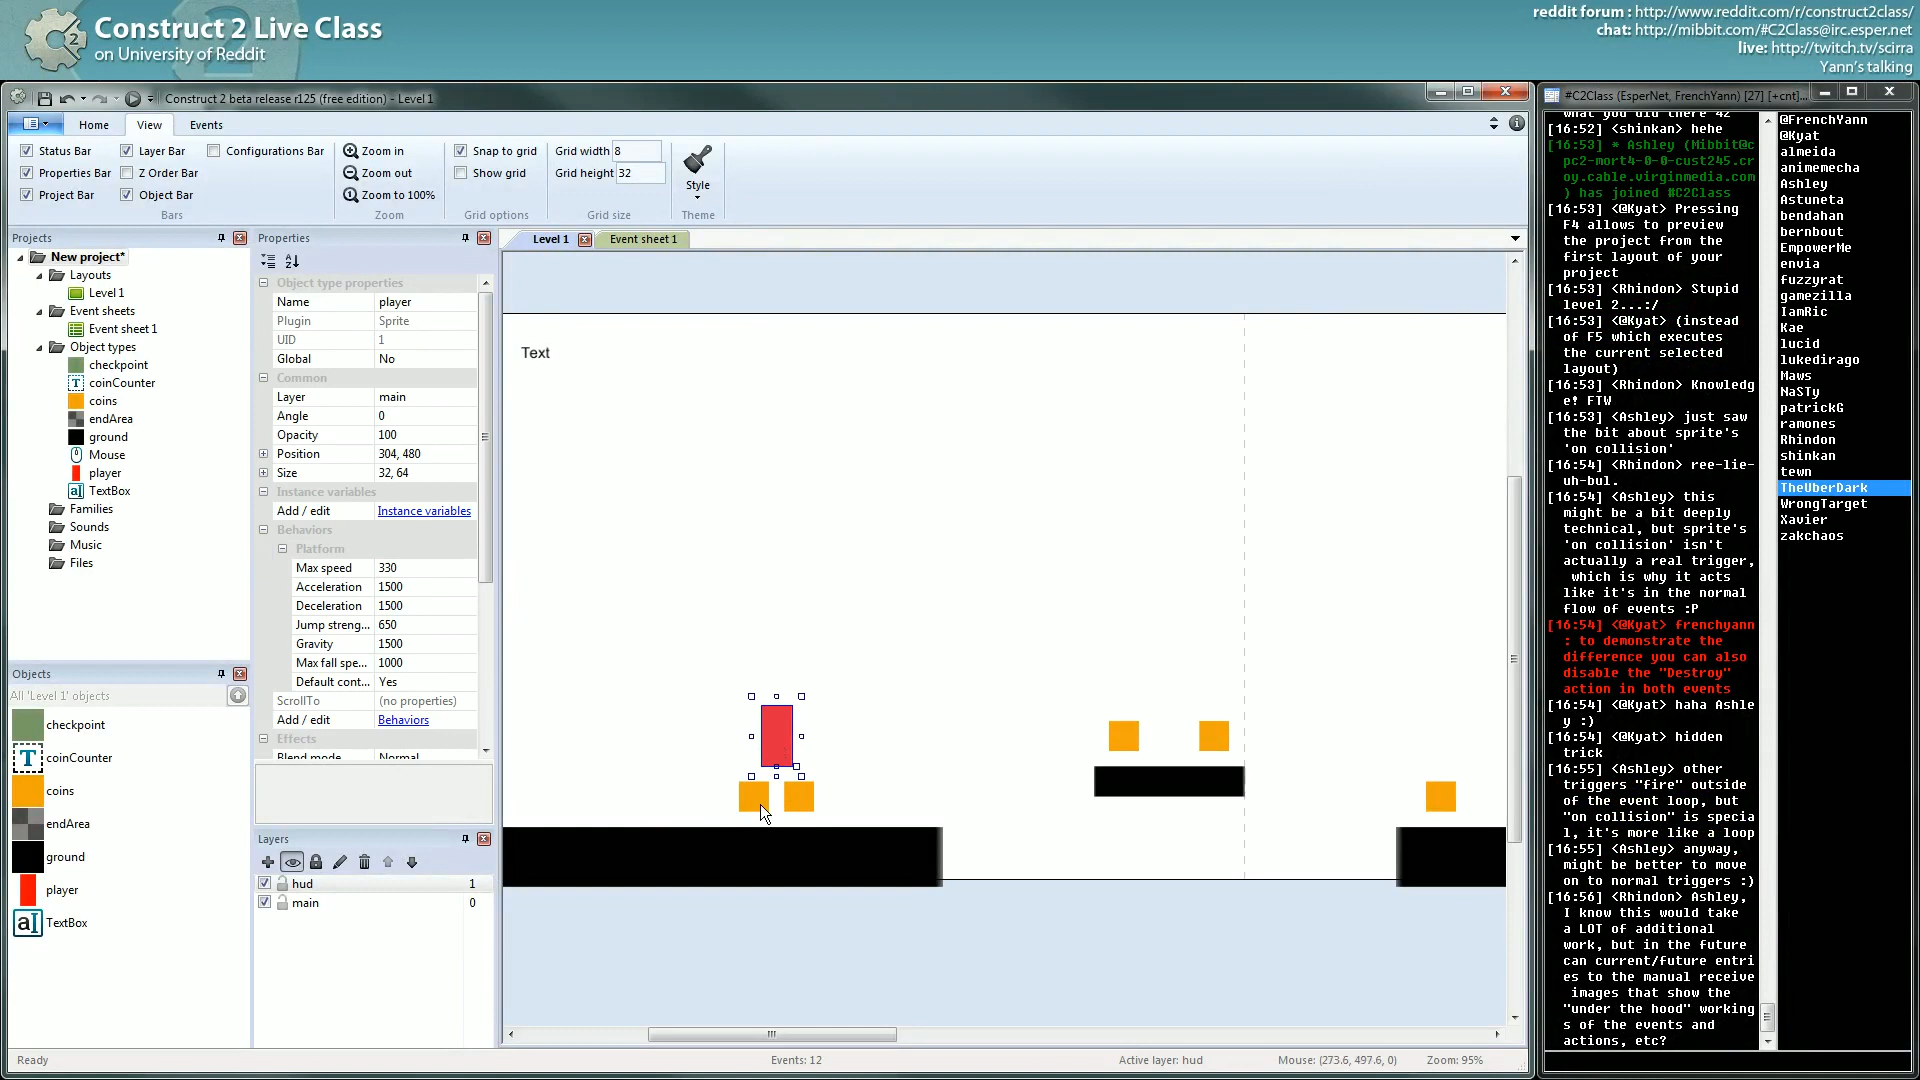 Construct 2 Live Class
on University of Reddit
reddit forum : http://www.reddit.com/r/construct2class/
chat: http://mibbit.com/#C2Class@irc.esper.net
live: http://twitch.tv/scirra
Yann's talking
Construct 2 beta release r125 (free edition) - Level 1
Home View Events
Status Bar Layer Bar Configurations Bar
Properties Bar Z Order Bar
Project Bar Object Bar
Bars
Zoom in
Zoom out
Zoom to 100%
Zoom
Snap to grid
Show grid
Grid options
Grid width 8
Grid height 32
Grid size
Style
Theme
Projects
New project*
Layouts
Level 1
Event sheets
Event sheet 1
Object types
checkpoint
coinCounter
coins
endArea
ground
Mouse
player
TextBox
Families
Sounds
Music
Files
Objects
All 'Level 1' objects
checkpoint
coinCounter
coins
endArea
ground
player
TextBox
Properties
Object type properties
Name player
Plugin Sprite
UID 1
Global No
Common
Layer main
Angle 0
Opacity 100
Position 304, 480
Size 32, 64
Instance variables
Add / edit Instance variables
Behaviors
Platform
Max speed 330
Acceleration 1500
Deceleration 1500
Jump streng... 650
Gravity 1500
Max fall spe... 1000
Default cont... Yes
ScrollTo (no properties)
Add / edit Behaviors
Effects
Blend mode Normal
Layers
hud 1
main 0
Level 1 Event sheet 1
Text
Ready
Events: 12
Active layer: hud
Mouse: (273.6, 497.6, 0)
Zoom: 95%
#C2Class (EsperNet, FrenchYann) [27] [+cnt]...
what you did there 42
[16:52] <shinkan> hehe
[16:53] * Ashley (Mibbit@c
pc2-mort4-0-0-cust245.cr
oy.cable.virginmedia.com
) has joined #C2Class
[16:53] <@Kyat> Pressing
F4 allows to preview
the project from the
first layout of your
project
[16:53] <Rhindon> Stupid
level 2...:/
[16:53] <@Kyat> (instead
of F5 which executes
the current selected
layout)
[16:53] <Rhindon> Knowledg
e! FTW
[16:53] <Ashley> just saw
the bit about sprite's
'on collision'
[16:54] <Rhindon> ree-lie-
uh-bul.
[16:54] <Ashley> this
might be a bit deeply
technical, but sprite's
'on collision' isn't
actually a real trigger,
which is why it acts
like it's in the normal
flow of events :P
[16:54] <@Kyat> frenchyann
: to demonstrate the
difference you can also
disable the "Destroy"
action in both events
[16:54] <@Kyat> haha Ashle
y :)
[16:54] <@Kyat> hidden
trick
[16:55] <Ashley> other
triggers "fire" outside
of the event loop, but
"on collision" is specia
l, it's more like a loop
[16:55] <Ashley> anyway,
might be better to move
on to normal triggers :)
[16:56] <Rhindon> Ashley,
I know this would take
a LOT of additional
work, but in the future
can current/future entri
es to the manual receive
images that show the
"under the hood" working
s of the events and
actions, etc?
@FrenchYann
@Kyat
almeida
animemecha
Ashley
Astuneta
bendahan
bernbout
EmpowerMe
envia
fuzzyrat
gamezilla
IamRic
Kae
lucid
lukedirago
Maws
NaSTy
patrickG
ramones
Rhindon
shinkan
tewn
TheUberDark
WrongTarget
Xavier
zakchaos